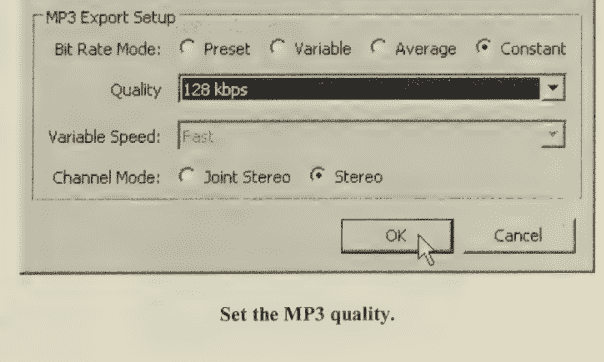 MP3 Export Setup
Bit Rate Mode: Preset Variable Average Constant
Quality 128 kbps
Variable Speed: Fast
Channel Mode: Joint Stereo Stereo
OK Cancel
Set the MP3 quality.